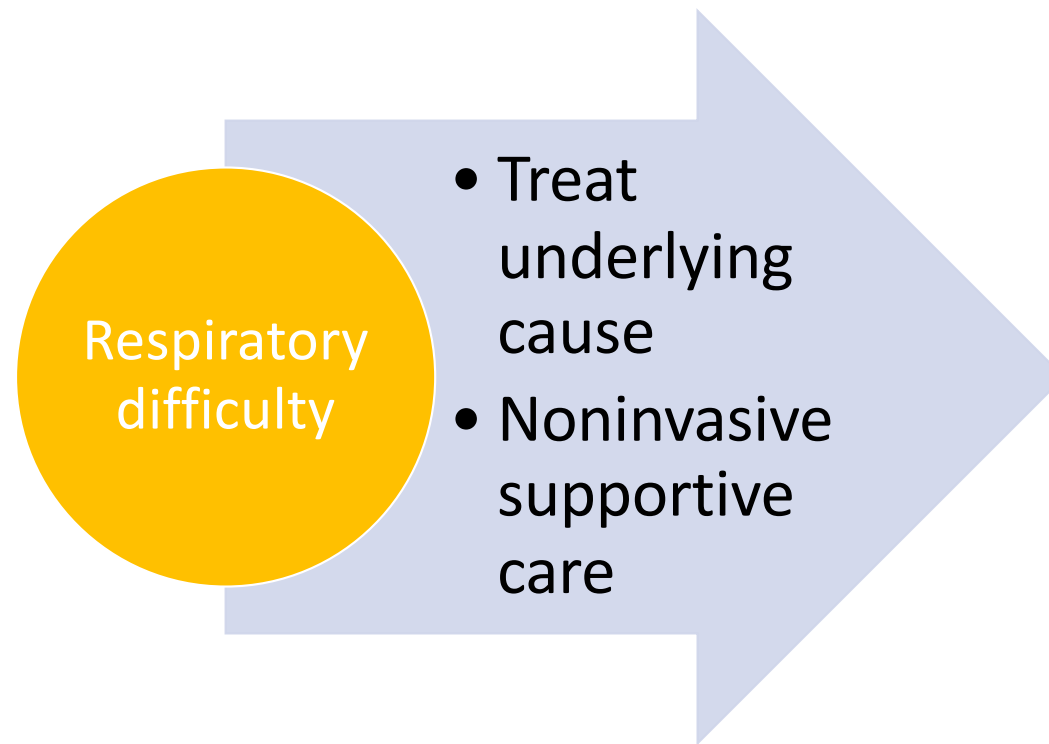 Respiratory
difficulty
• Treat
underlying
cause
• Noninvasive
supportive
care